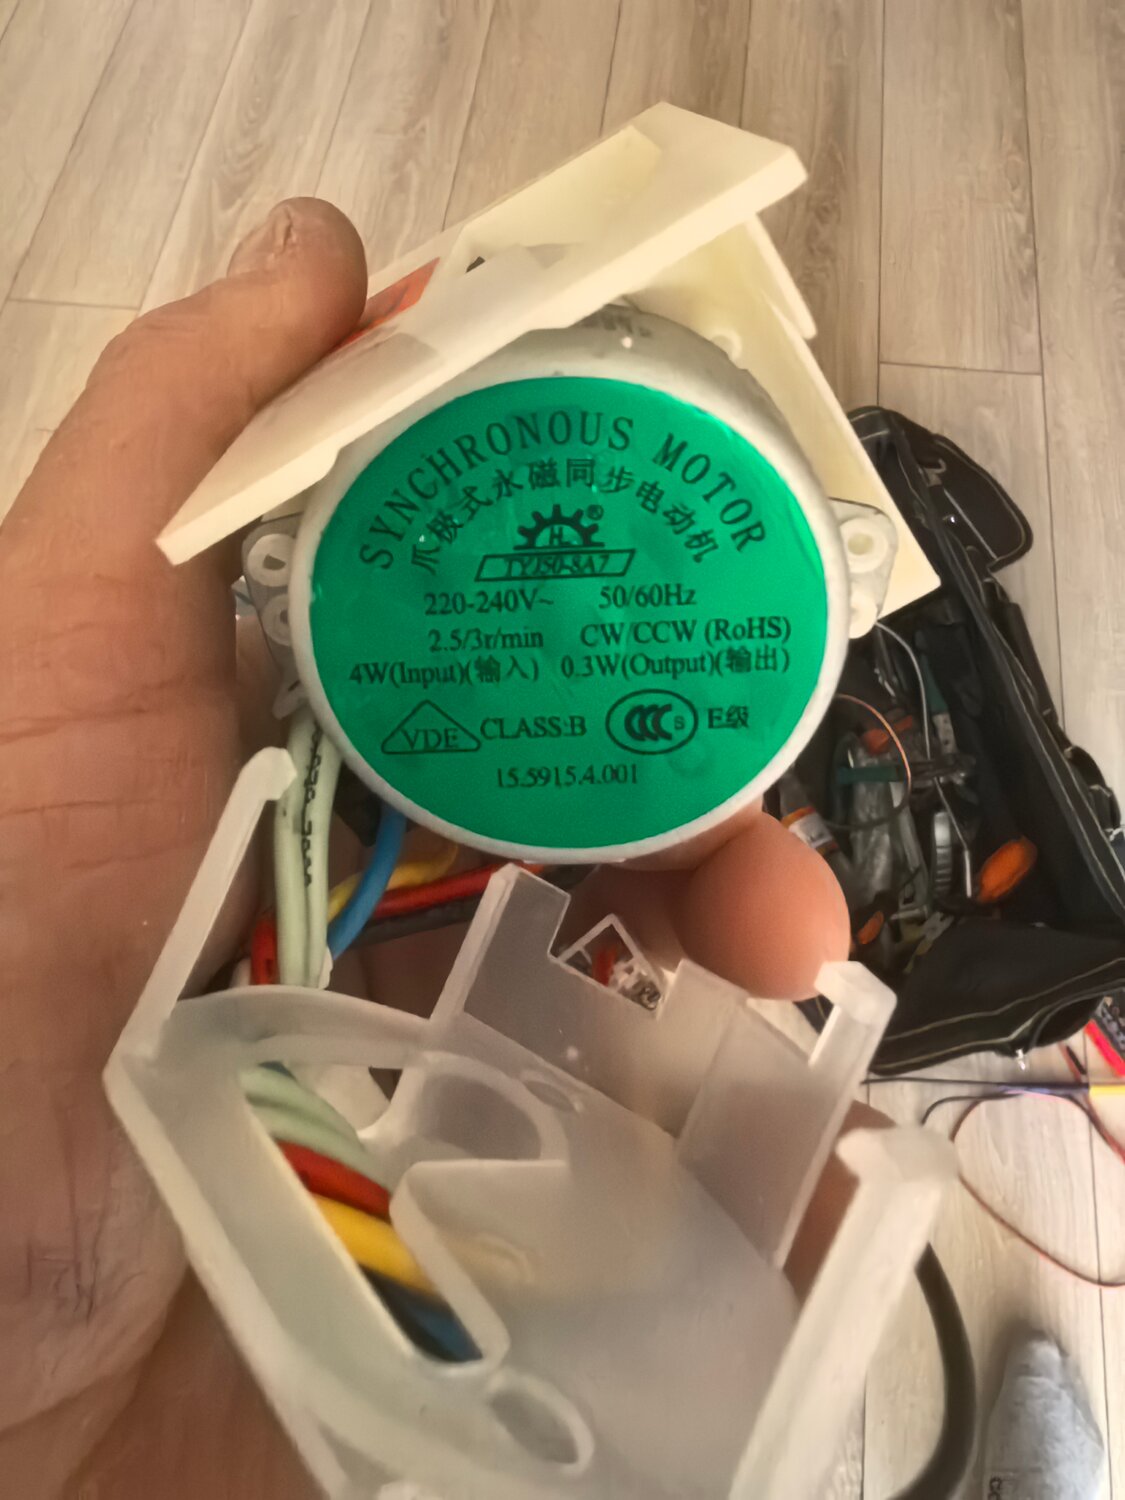 SYNCHRONOUS MOTOR
爪极式永磁同步电动机
®
H
TYJ50-8A7
220-240V~ 50/60Hz
2.5/3r/min CW/CCW (RoHS)
4W(Input)(输入) 0.3W(Output)(输出)
VDE CLASS:B CCC S E级
15.5915.4.001